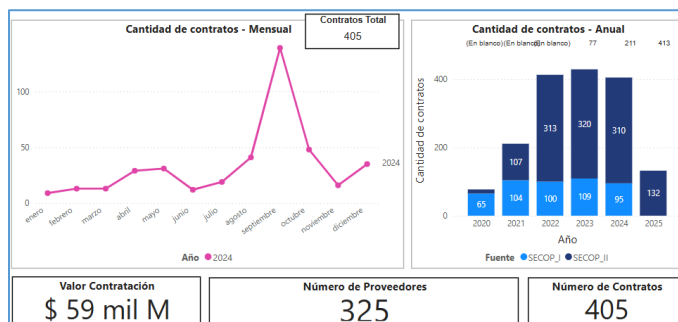 Cantidad de contratos - Mensual
Contratos Total
405
100
50
0
enero
febrero
marzo
abril
mayo
junio
julio
agosto
septiembre
octubre
noviembre
diciembre
2024
Año 2024
Cantidad de contratos - Anual
(En blanco) (En blanco) (En blanco) 77 211 413
Cantidad de contratos
400
200
0
65
107
104
313
100
320
109
310
95
132
2020 2021 2022 2023 2024 2025
Año
Fuente SECOP_I SECOP_II
Valor Contratación
$ 59 mil M
Número de Proveedores
325
Número de Contratos
405